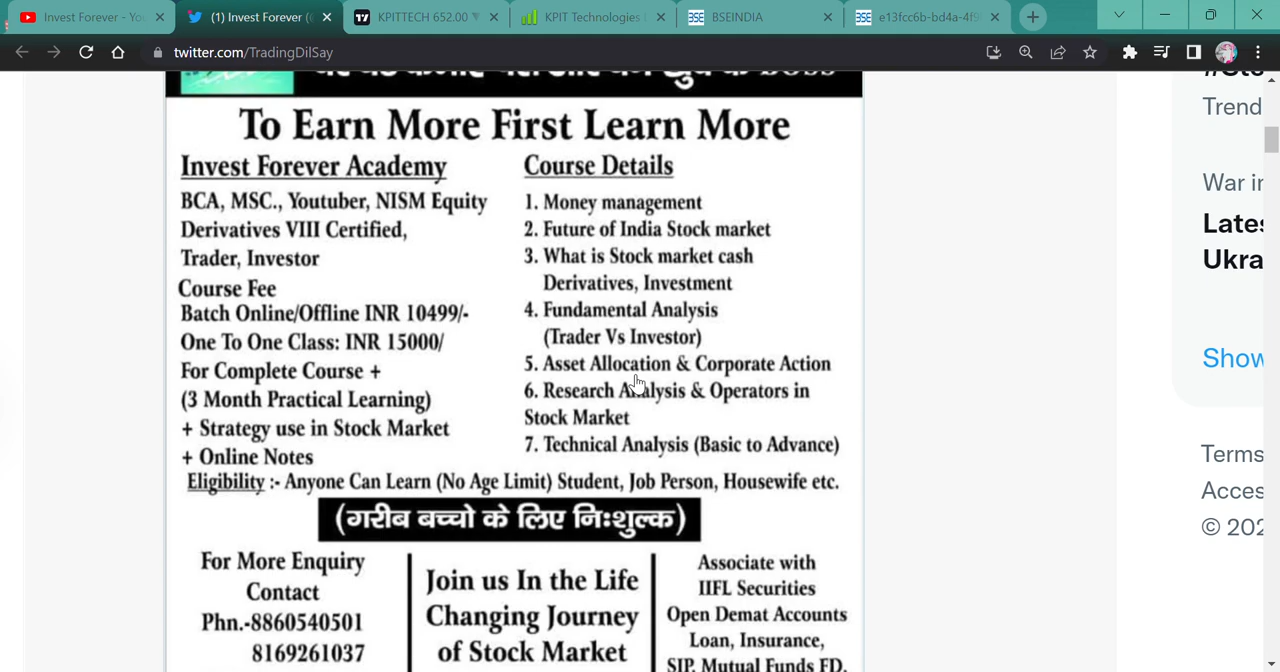 Invest Forever - Yo
(1) Invest Forever (
KPITTECH 652.00
KPIT Technologies
BSEINDIA
e13fcc6b-bd4a-4f9
twitter.com/TradingDilSay
BOSS
To Earn More First Learn More
Invest Forever Academy
BCA, MSC., Youtuber, NISM Equity
Derivatives VIII Certified,
Trader, Investor
Course Fee
Batch Online/Offline INR 10499/-
One To One Class: INR 15000/
For Complete Course +
(3 Month Practical Learning)
+ Strategy use in Stock Market
+ Online Notes
Course Details
1. Money management
2. Future of India Stock market
3. What is Stock market cash
Derivatives, Investment
4. Fundamental Analysis
(Trader Vs Investor)
5. Asset Allocation & Corporate Action
6. Research Analysis & Operators in
Stock Market
7. Technical Analysis (Basic to Advance)
Eligibility :- Anyone Can Learn (No Age Limit) Student, Job Person, Housewife etc.
(गरीब बच्चो के लिए निःशुल्क)
For More Enquiry
Contact
Phn.-8860540501
8169261037
Join us In the Life
Changing Journey
of Stock Market
Associate with
IIFL Securities
Open Demat Accounts
Loan, Insurance,
SIP, Mutual Funds FD,
Trend
War in
Lates
Ukra
Show
Terms
Acces
© 202